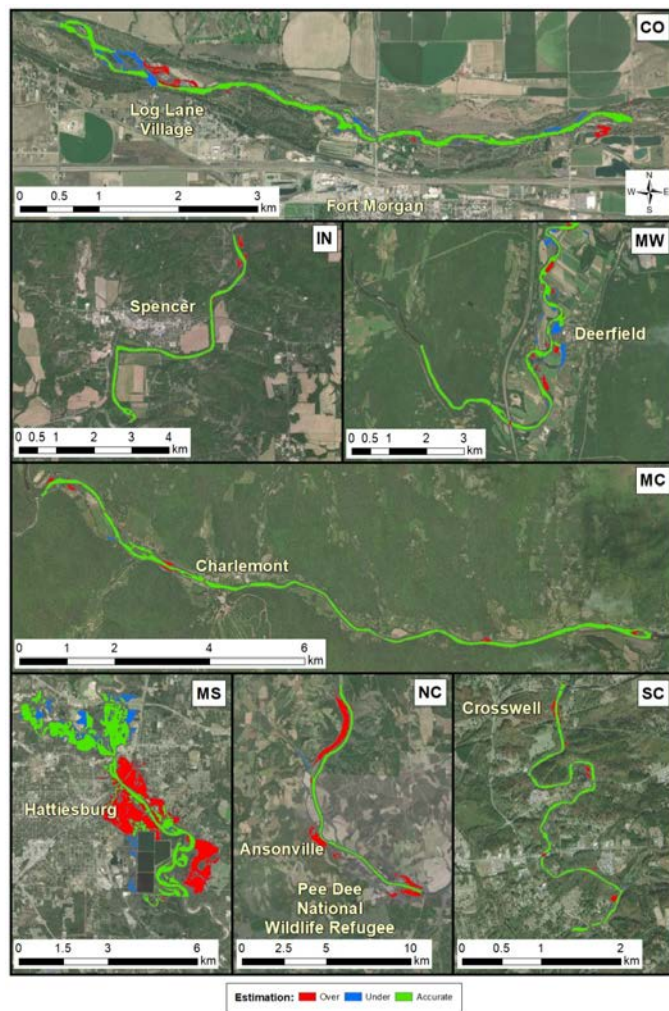 CO
Log Lane
Village
Fort Morgan
N
W E
S
0 0.5 1 2 3
km
IN
Spencer
0 0.5 1 2 3 4
km
MW
Deerfield
0 0.5 1 2 3
km
MC
Charlemont
0 1 2 4 6
km
MS
Hattiesburg
0 1.5 3 6
km
NC
Ansonville
Pee Dee
National
Wildlife Refugee
0 2.5 5 10
km
SC
Crosswell
0 0.5 1 2
km
Estimation: Over Under Accurate